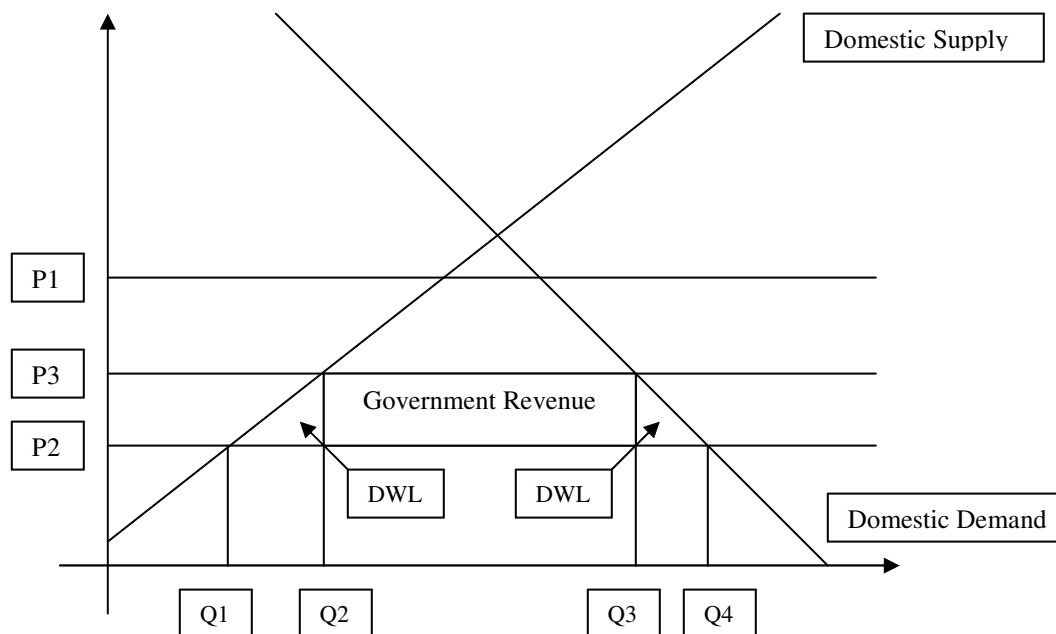 Domestic Supply
P1
P3
Government Revenue
P2
DWL
DWL
Domestic Demand
Q1
Q2
Q3
Q4